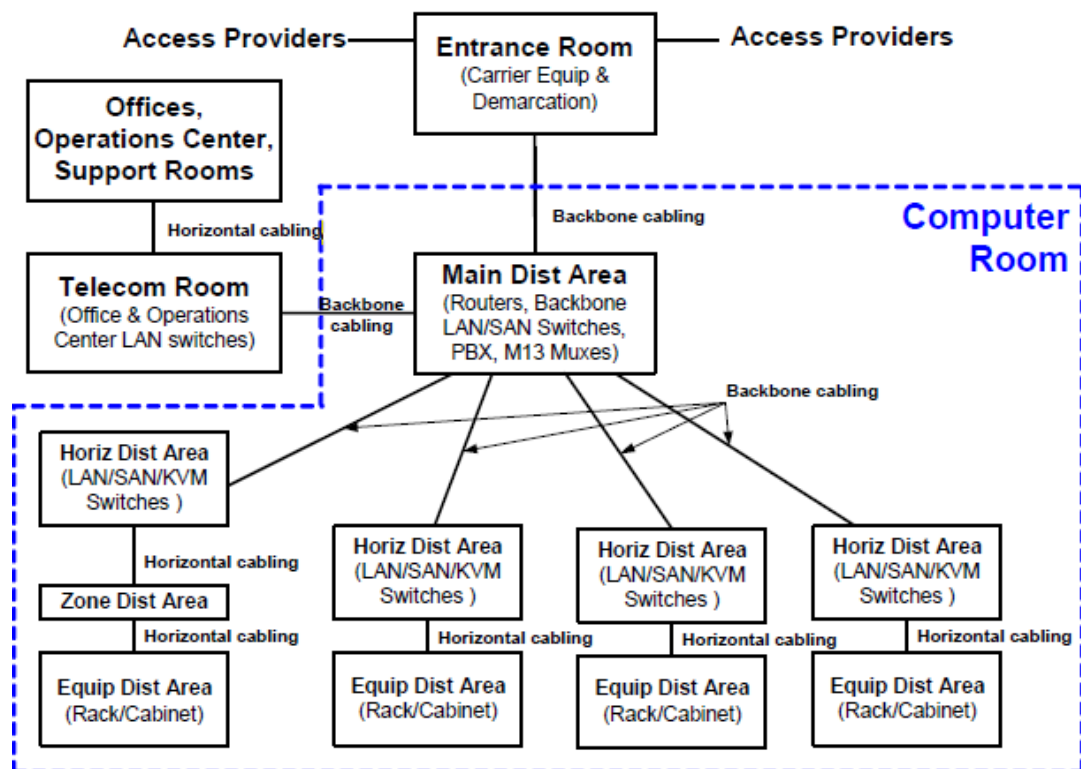 Access Providers
Entrance Room
(Carrier Equip &
Demarcation)
Access Providers
Offices,
Operations Center,
Support Rooms
Horizontal cabling
Backbone cabling
Computer
Room
Telecom Room
(Office & Operations
Center LAN switches)
Backbone
cabling
Main Dist Area
(Routers, Backbone
LAN/SAN Switches,
PBX, M13 Muxes)
Backbone cabling
Horiz Dist Area
(LAN/SAN/KVM
Switches )
Horizontal cabling
Zone Dist Area
Horizontal cabling
Equip Dist Area
(Rack/Cabinet)
Horiz Dist Area
(LAN/SAN/KVM
Switches )
Horizontal cabling
Equip Dist Area
(Rack/Cabinet)
Horiz Dist Area
(LAN/SAN/KVM
Switches )
Horizontal cabling
Equip Dist Area
(Rack/Cabinet)
Horiz Dist Area
(LAN/SAN/KVM
Switches )
Horizontal cabling
Equip Dist Area
(Rack/Cabinet)